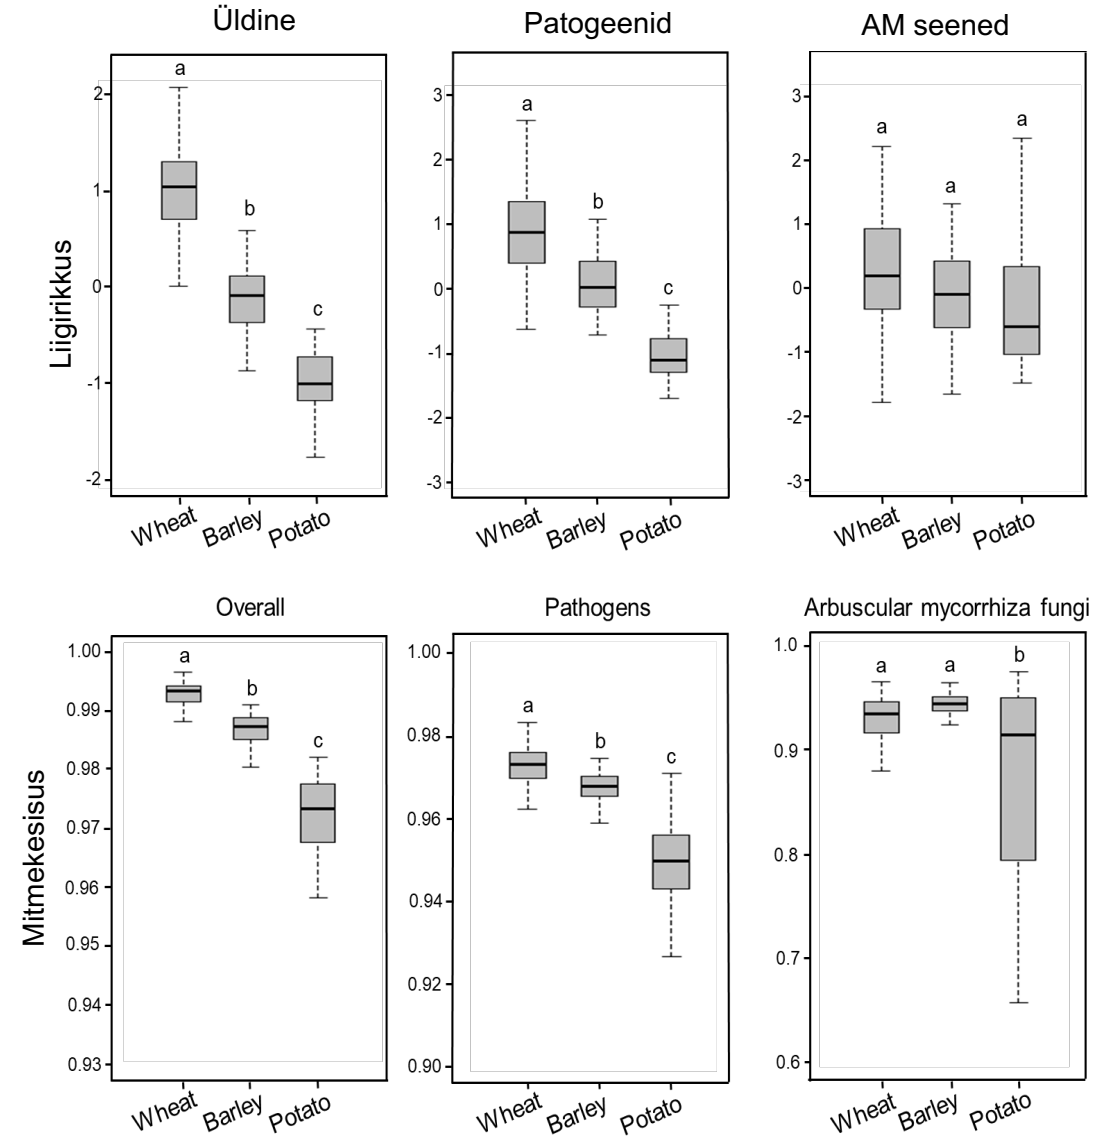 Üldine
Patogeenid
AM seened
Liigirikkus
2
1
0
-1
-2
a
b
c
Wheat
Barley
Potato
3
2
1
0
-1
-2
-3
a
b
c
Wheat
Barley
Potato
3
2
1
0
-1
-2
-3
a
a
a
Wheat
Barley
Potato
Overall
Pathogens
Arbuscular mycorrhiza fungi
Mitmekesisus
1.00
0.99
0.98
0.97
0.96
0.95
0.94
0.93
a
b
c
Wheat
Barley
Potato
1.00
0.98
0.96
0.94
0.92
0.90
a
b
c
Wheat
Barley
Potato
1.0
0.9
0.8
0.7
0.6
a
a
b
Wheat
Barley
Potato